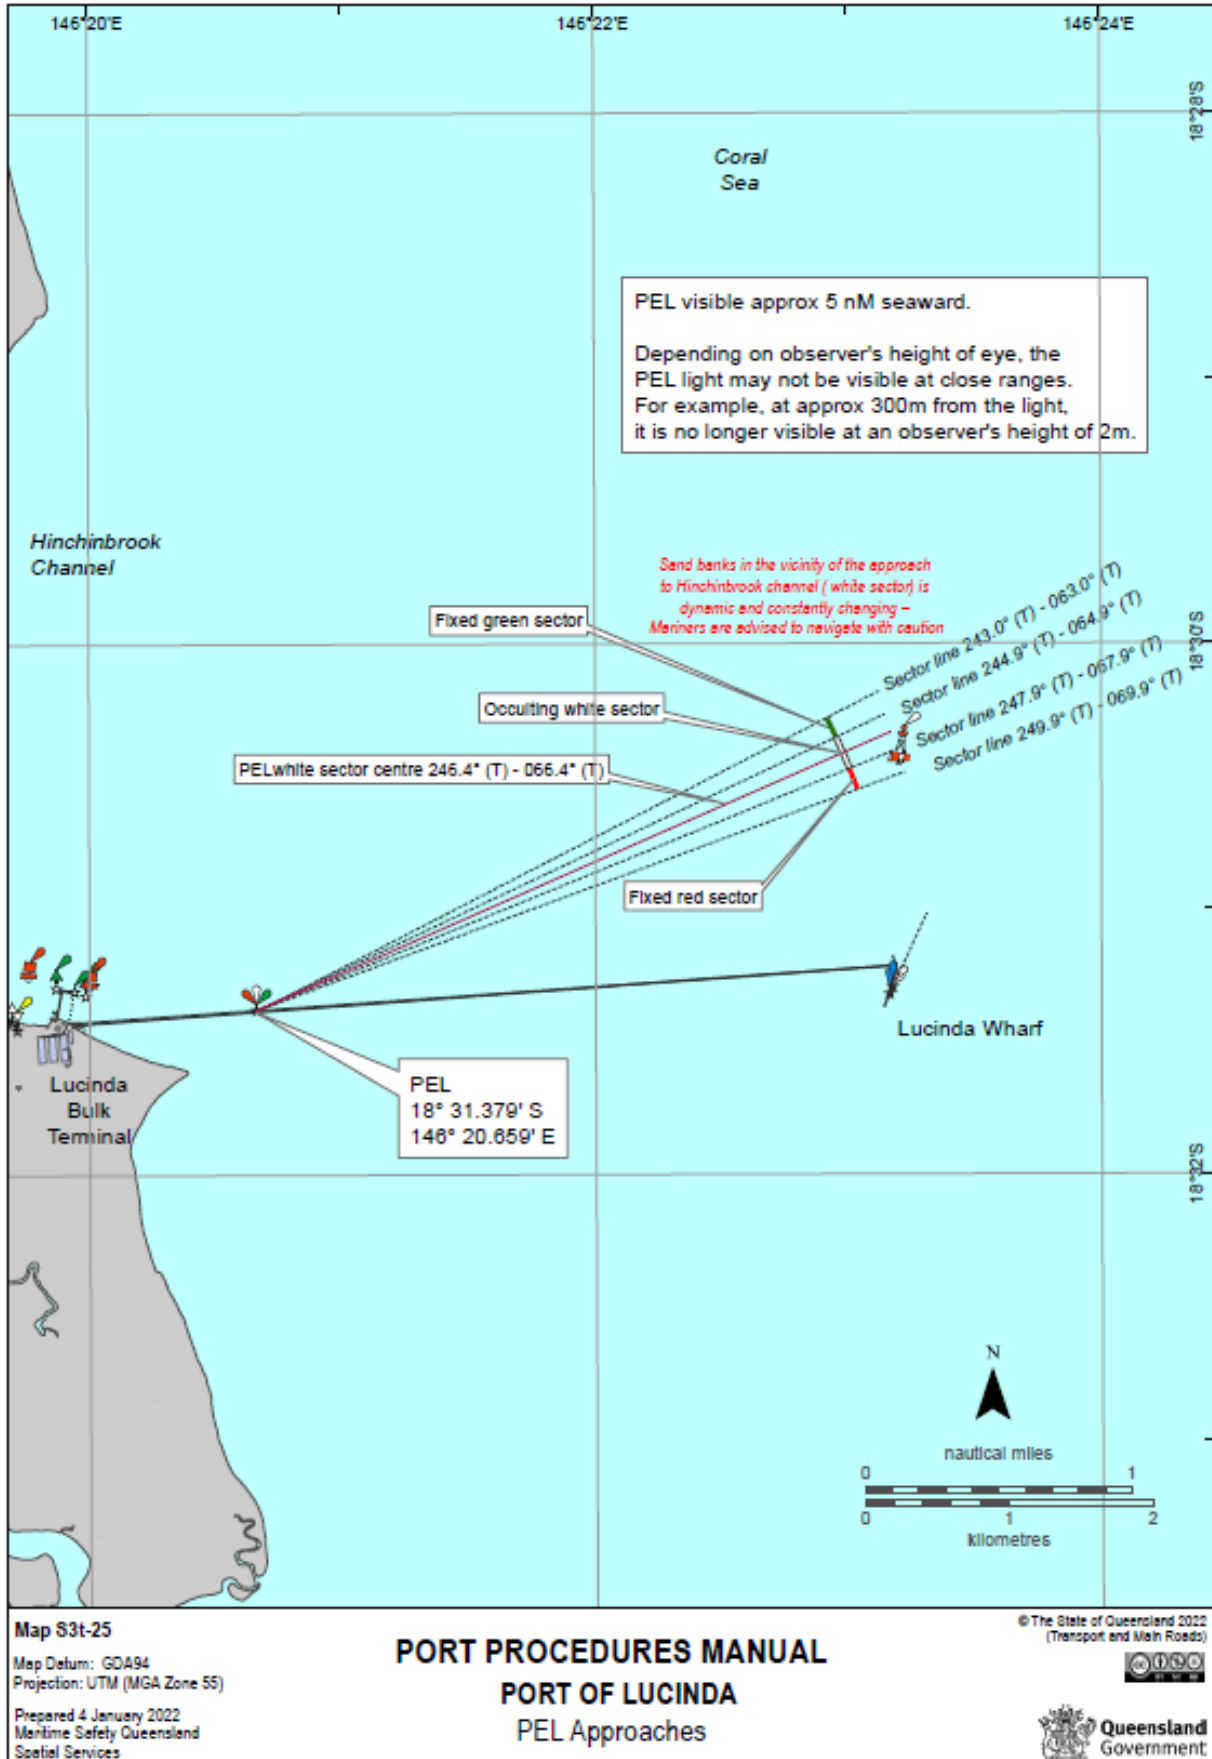 146°20'E
146°22'E
146°24'E
18°28'S
Coral
Sea
PEL visible approx 5 nM seaward.
Depending on observer's height of eye, the
PEL light may not be visible at close ranges.
For example, at approx 300m from the light,
it is no longer visible at an observer's height of 2m.
Hinchinbrook
Channel
Sand banks in the vicinity of the approach
to Hinchinbrook channel ( white sector) is
dynamic and constantly changing –
Mariners are advised to navigate with caution
Fixed green sector
18°30'S
Sector line 243.0° (T) - 063.0° (T)
Sector line 244.9° (T) - 064.9° (T)
Sector line 247.9° (T) - 067.9° (T)
Sector line 249.9° (T) - 069.9° (T)
Occulting white sector
PELwhite sector centre 246.4° (T) - 066.4° (T)
Fixed red sector
Lucinda Wharf
Lucinda
Bulk
Terminal
PEL
18° 31.379' S
146° 20.659' E
18°32'S
N
nautical miles
0 1
0 1 2
kilometres
Map S3t-25
Map Datum: GDA94
Projection: UTM (MGA Zone 55)
Prepared 4 January 2022
Maritime Safety Queensland
Spatial Services
PORT PROCEDURES MANUAL
PORT OF LUCINDA
PEL Approaches
© The State of Queensland 2022
(Transport and Main Roads)
Queensland
Government